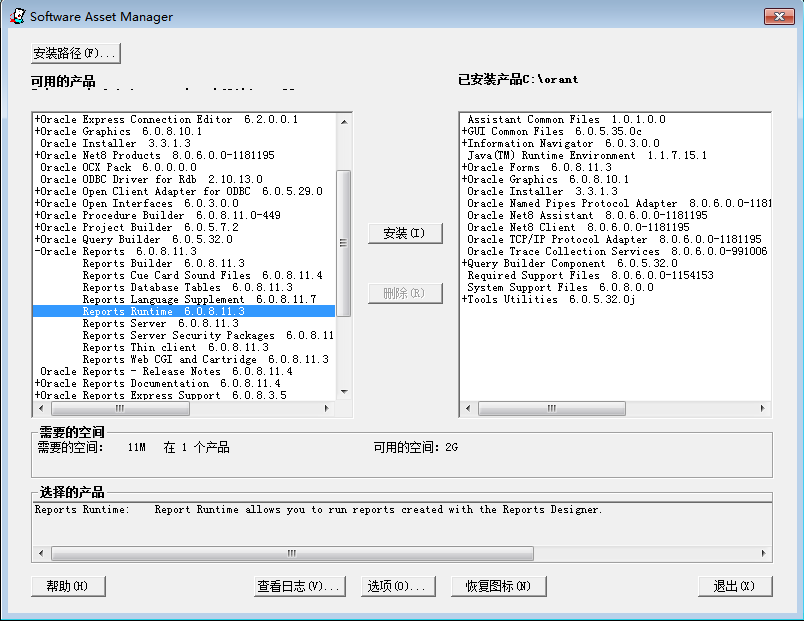 Software Asset Manager
安装路径(F)...
可用的产品
已安装产品C:\orant
+Oracle Express Connection Editor 6.2.0.0.1
+Oracle Graphics 6.0.8.10.1
Oracle Installer 3.3.1.3
+Oracle Net8 Products 8.0.6.0.0-1181195
Oracle OCX Pack 6.0.0.0.0
Oracle ODBC Driver for Rdb 2.10.13.0
+Oracle Open Client Adapter for ODBC 6.0.5.29.0
+Oracle Open Interfaces 6.0.3.0.0
+Oracle Procedure Builder 6.0.8.11.0-449
+Oracle Project Builder 6.0.5.7.2
+Oracle Query Builder 6.0.5.32.0
-Oracle Reports 6.0.8.11.3
Reports Builder 6.0.8.11.3
Reports Cue Card Sound Files 6.0.8.11.4
Reports Database Tables 6.0.8.11.3
Reports Language Supplement 6.0.8.11.7
Reports Runtime 6.0.8.11.3
Reports Server 6.0.8.11.3
Reports Server Security Packages 6.0.8.11
Reports Thin client 6.0.8.11.3
Reports Web CGI and Cartridge 6.0.8.11.3
Oracle Reports - Release Notes 6.0.8.11.4
+Oracle Reports Documentation 6.0.8.11.4
+Oracle Reports Express Support 6.0.8.3.5
安装(I)
删除(R)
Assistant Common Files 1.0.1.0.0
+GUI Common Files 6.0.5.35.0c
+Information Navigator 6.0.3.0.0
Java(TM) Runtime Environment 1.1.7.15.1
+Oracle Forms 6.0.8.11.3
+Oracle Graphics 6.0.8.10.1
Oracle Installer 3.3.1.3
Oracle Named Pipes Protocol Adapter 8.0.6.0.0-1181
Oracle Net8 Assistant 8.0.6.0.0-1181195
Oracle Net8 Client 8.0.6.0.0-1181195
Oracle TCP/IP Protocol Adapter 8.0.6.0.0-1181195
Oracle Trace Collection Services 8.0.6.0.0-991006
+Query Builder Component 6.0.5.32.0
Required Support Files 8.0.6.0.0-1154153
System Support Files 6.0.8.0.0
+Tools Utilities 6.0.5.32.0j
需要的空间
需要的空间: 11M 在 1 个产品 可用的空间: 2G
选择的产品
Reports Runtime: Report Runtime allows you to run reports created with the Reports Designer.
帮助(H) 查看日志(V)... 选项(O)... 恢复图标(N) 退出(X)